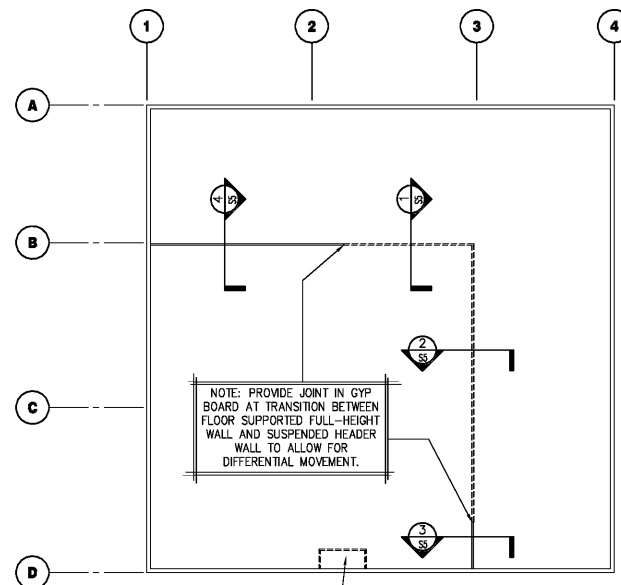 1 2 3 4
A
4 S5
1 S5
B
2
S5
NOTE: PROVIDE JOINT IN GYP
BOARD AT TRANSITION BETWEEN
FLOOR SUPPORTED FULL-HEIGHT
WALL AND SUSPENDED HEADER
WALL TO ALLOW FOR
DIFFERENTIAL MOVEMENT.
C
3
S5
D